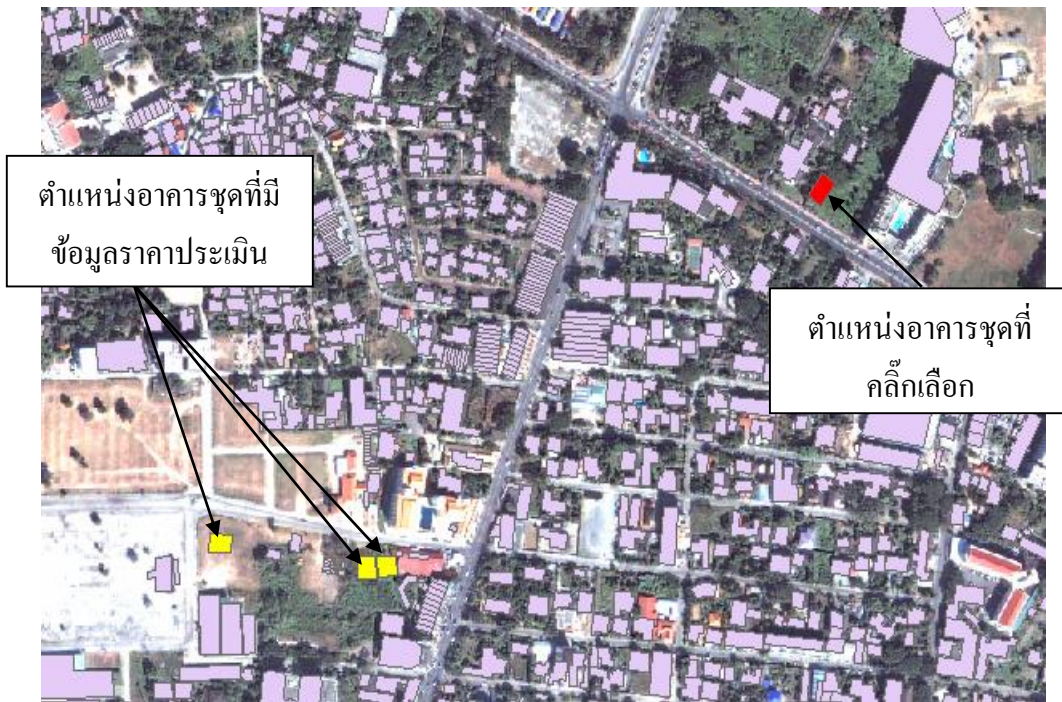 ตำแหน่งอาคารชุดที่มี
ข้อมูลราคาประเมิน
ตำแหน่งอาคารชุดที่
คลิ๊กเลือก